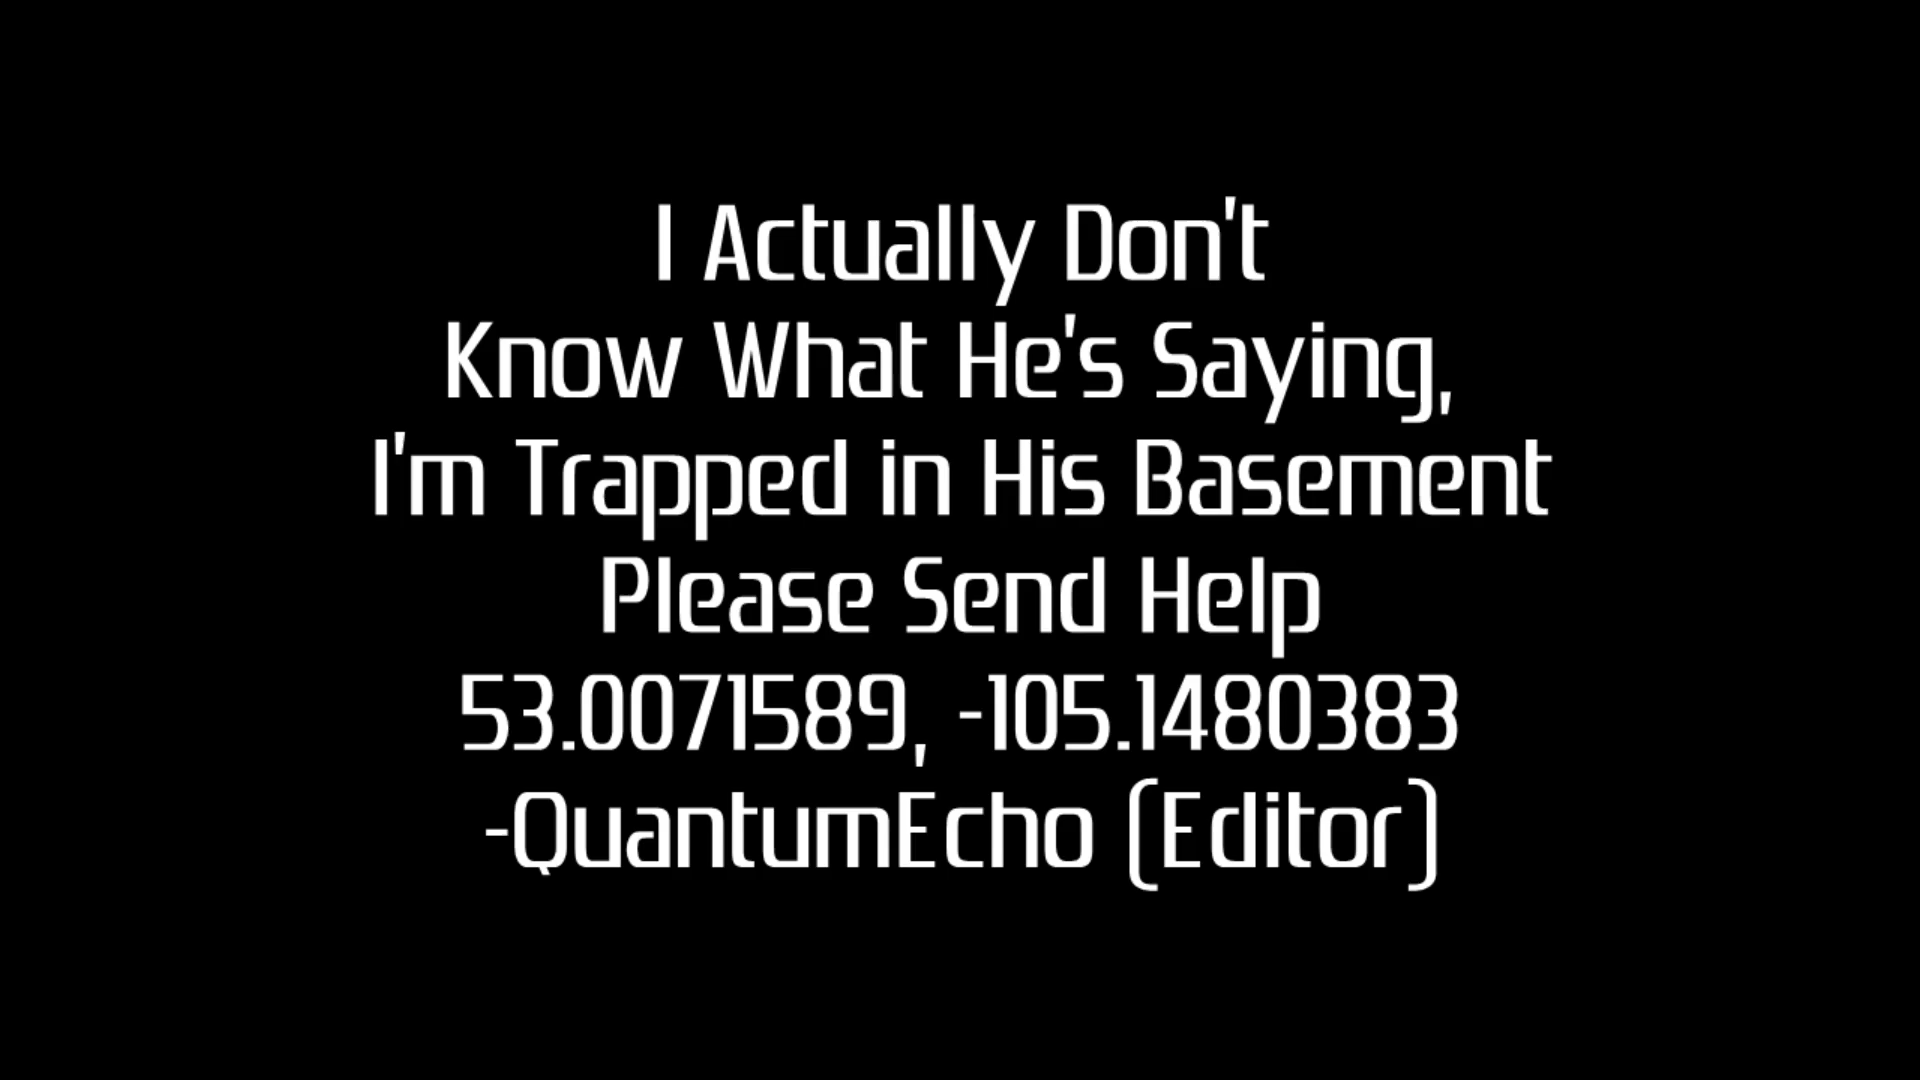 I Actually Don't
Know What He's Saying,
I'm Trapped in His Basement
Please Send Help
53.0071589, -105.1480383
-QuantumEcho (Editor)